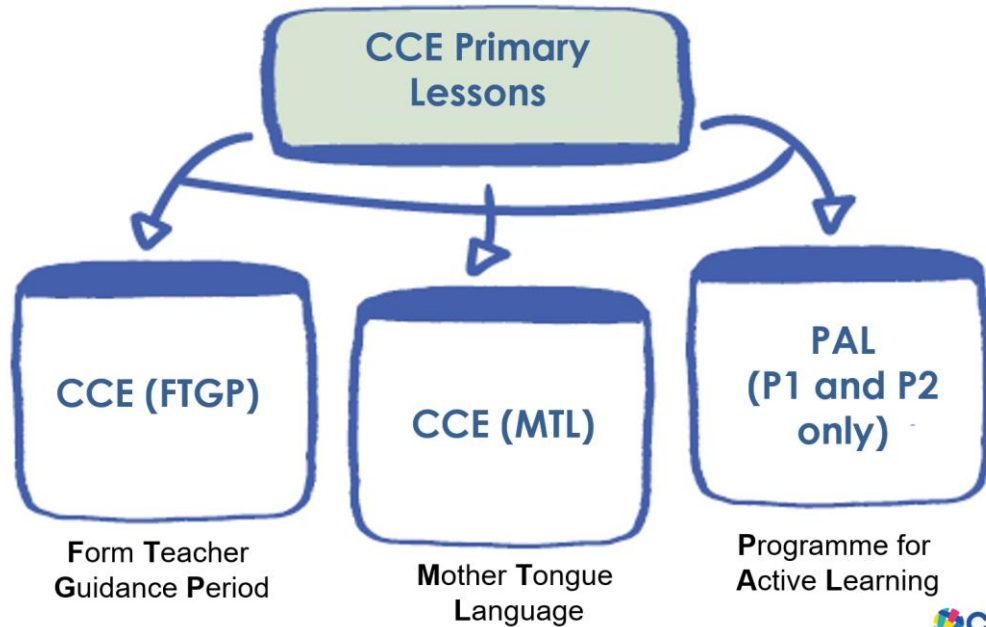 CCE Primary
Lessons
CCE (FTGP)
CCE (MTL)
PAL
(P1 and P2
only)
Form Teacher
Guidance Period
Mother Tongue
Language
Programme for
Active Learning